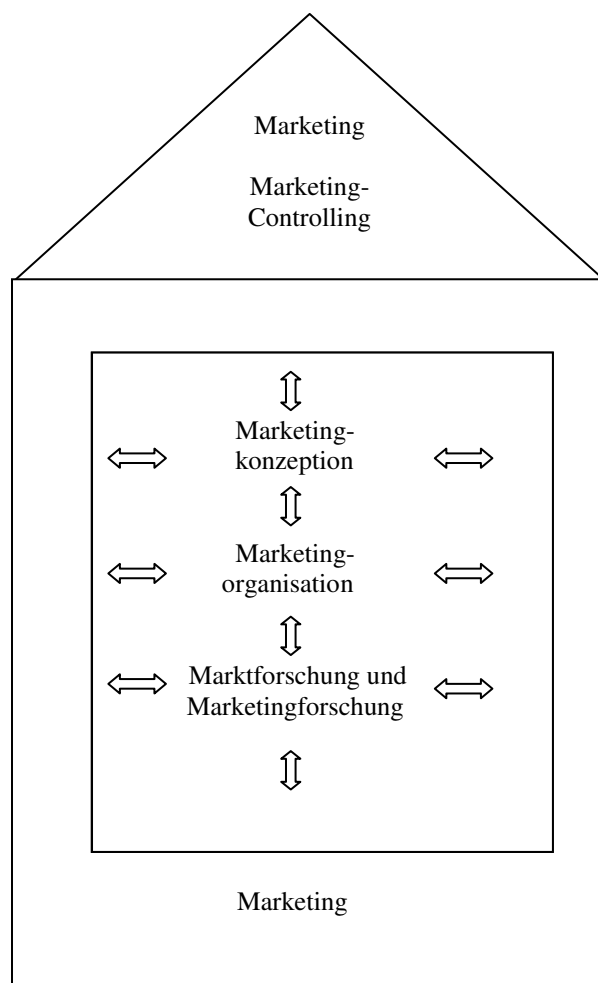 Marketing
Marketing-
Controlling
Marketing-
konzeption
Marketing-
organisation
Marktforschung und
Marketingforschung
Marketing